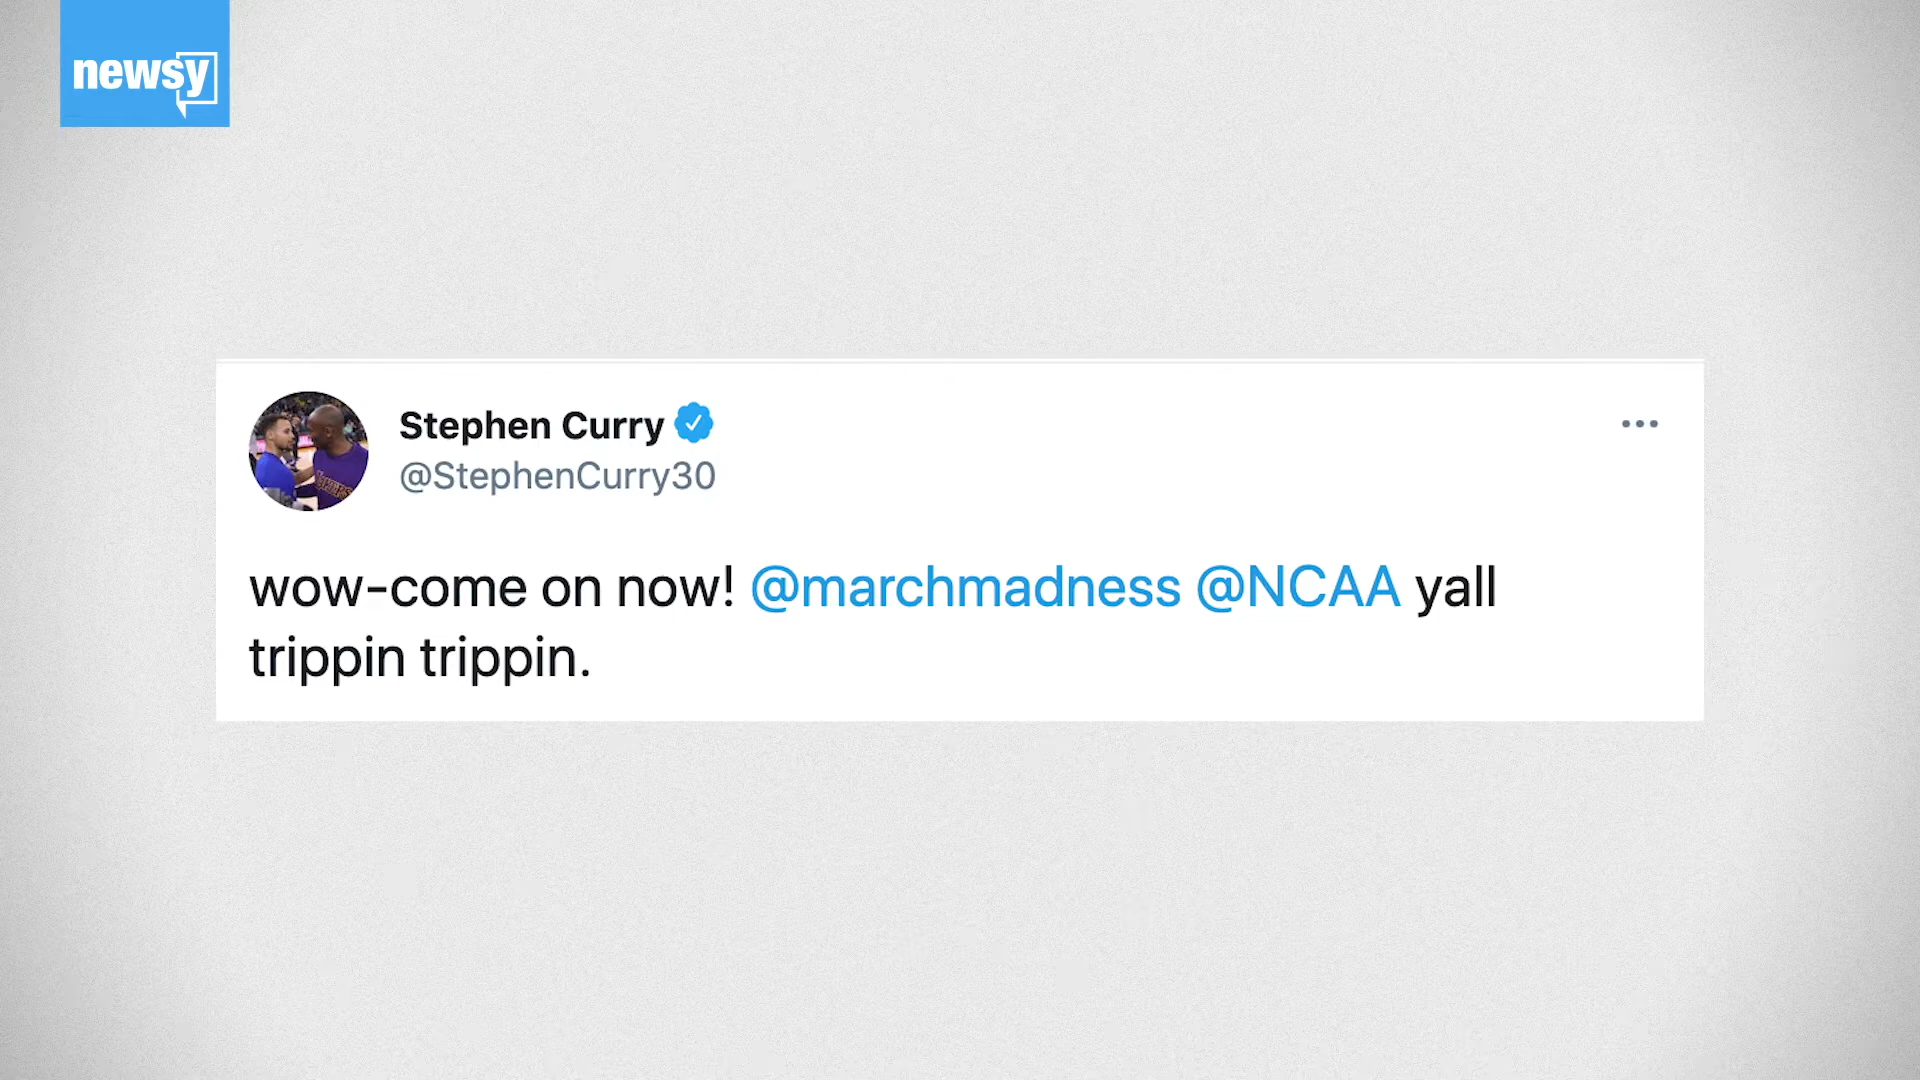 newsy
Stephen Curry
@StephenCurry30
wow-come on now! @marchmadness @NCAA yall
trippin trippin.